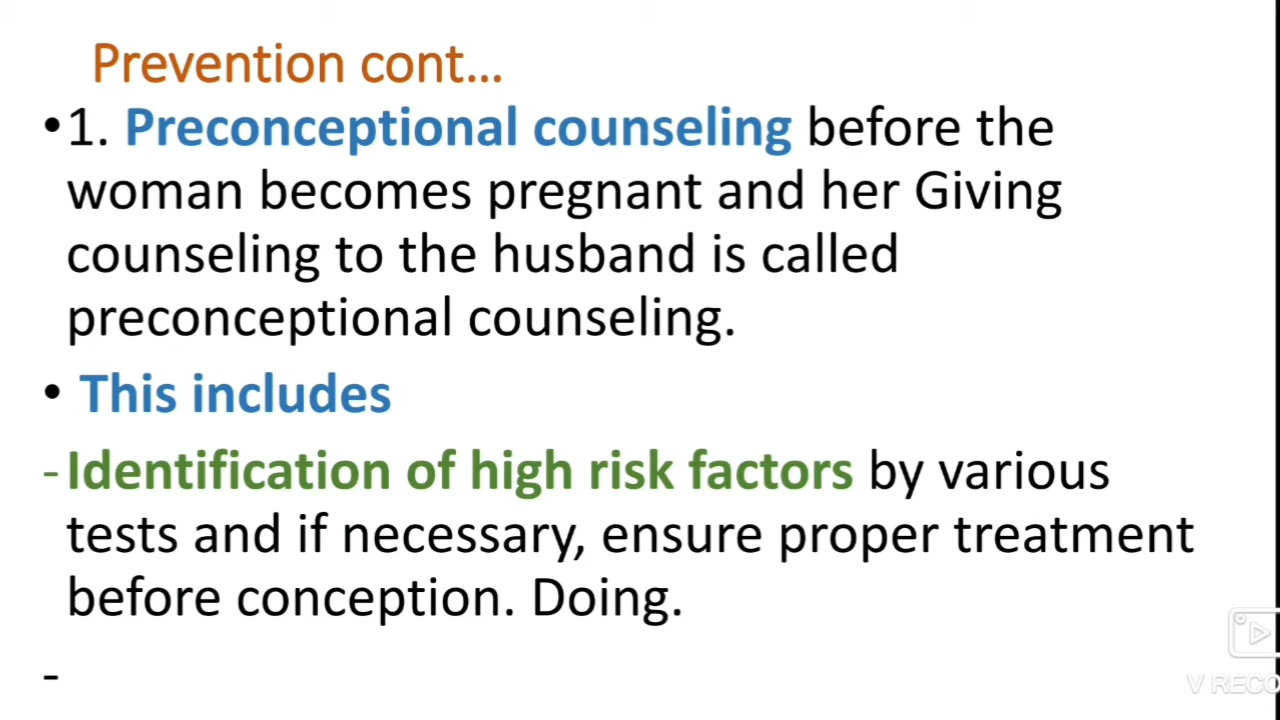 Prevention cont...
•1. Preconceptional counseling before the
woman becomes pregnant and her Giving
counseling to the husband is called
preconceptional counseling.
• This includes
-Identification of high risk factors by various
tests and if necessary, ensure proper treatment
before conception. Doing.
-
V RECO